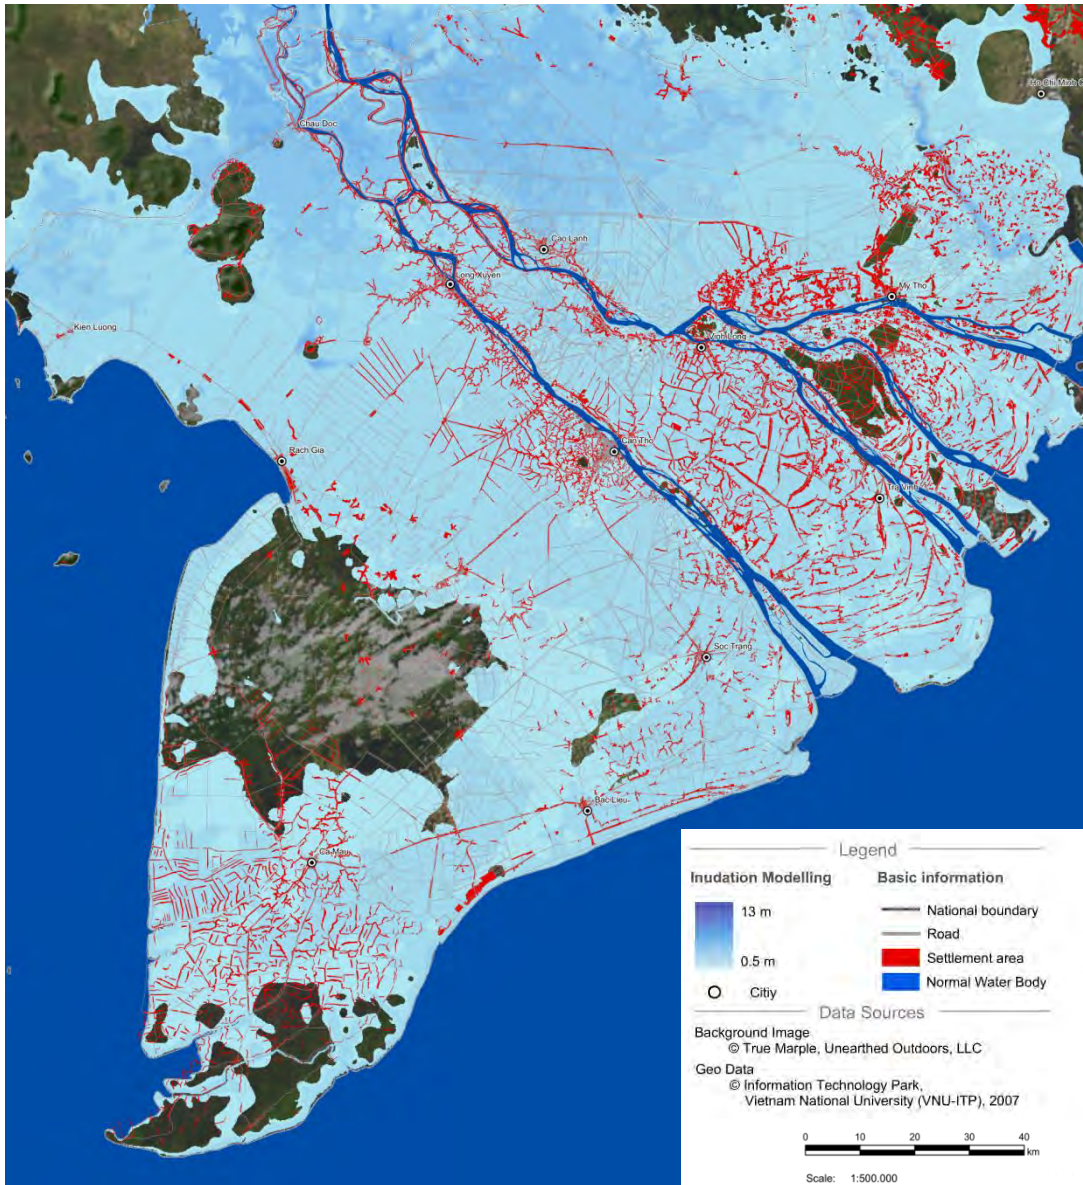 Ho Chi Minh
Chau Doc
Cao Lanh
Long Xuyen
My Tho
Kien Luong
Vinh Long
Can Tho
Rach Gia
Tra Vinh
Soc Trang
Bac Lieu
Ca Mau
Legend
Inudation Modelling
Basic information
13 m
0.5 m
Citiy
National boundary
Road
Settlement area
Normal Water Body
Data Sources
Background Image
© True Marple, Unearthed Outdoors, LLC
Geo Data
© Information Technology Park,
Vietnam National University (VNU-ITP), 2007
0 10 20 30 40
km
Scale: 1:500.000